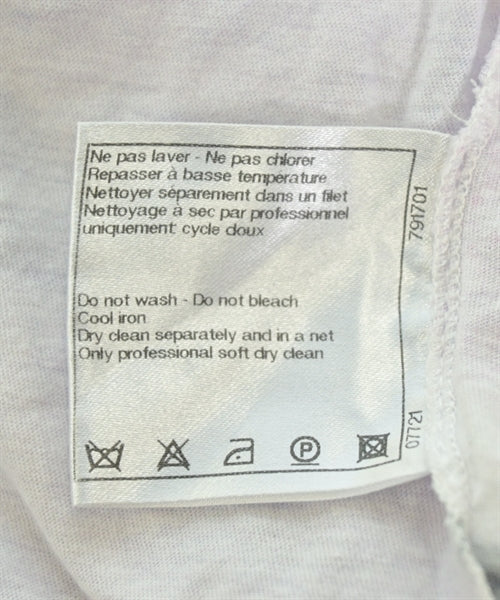 Ne pas laver - Ne pas chlorer
Repasser à basse température
Nettoyer séparement dans un filet
Nettoyage à sec par professionnel
uniquement: cycle doux
Do not wash - Do not bleach
Cool iron
Dry clean separately and in a net
Only professional soft dry clean
P
791701
07721